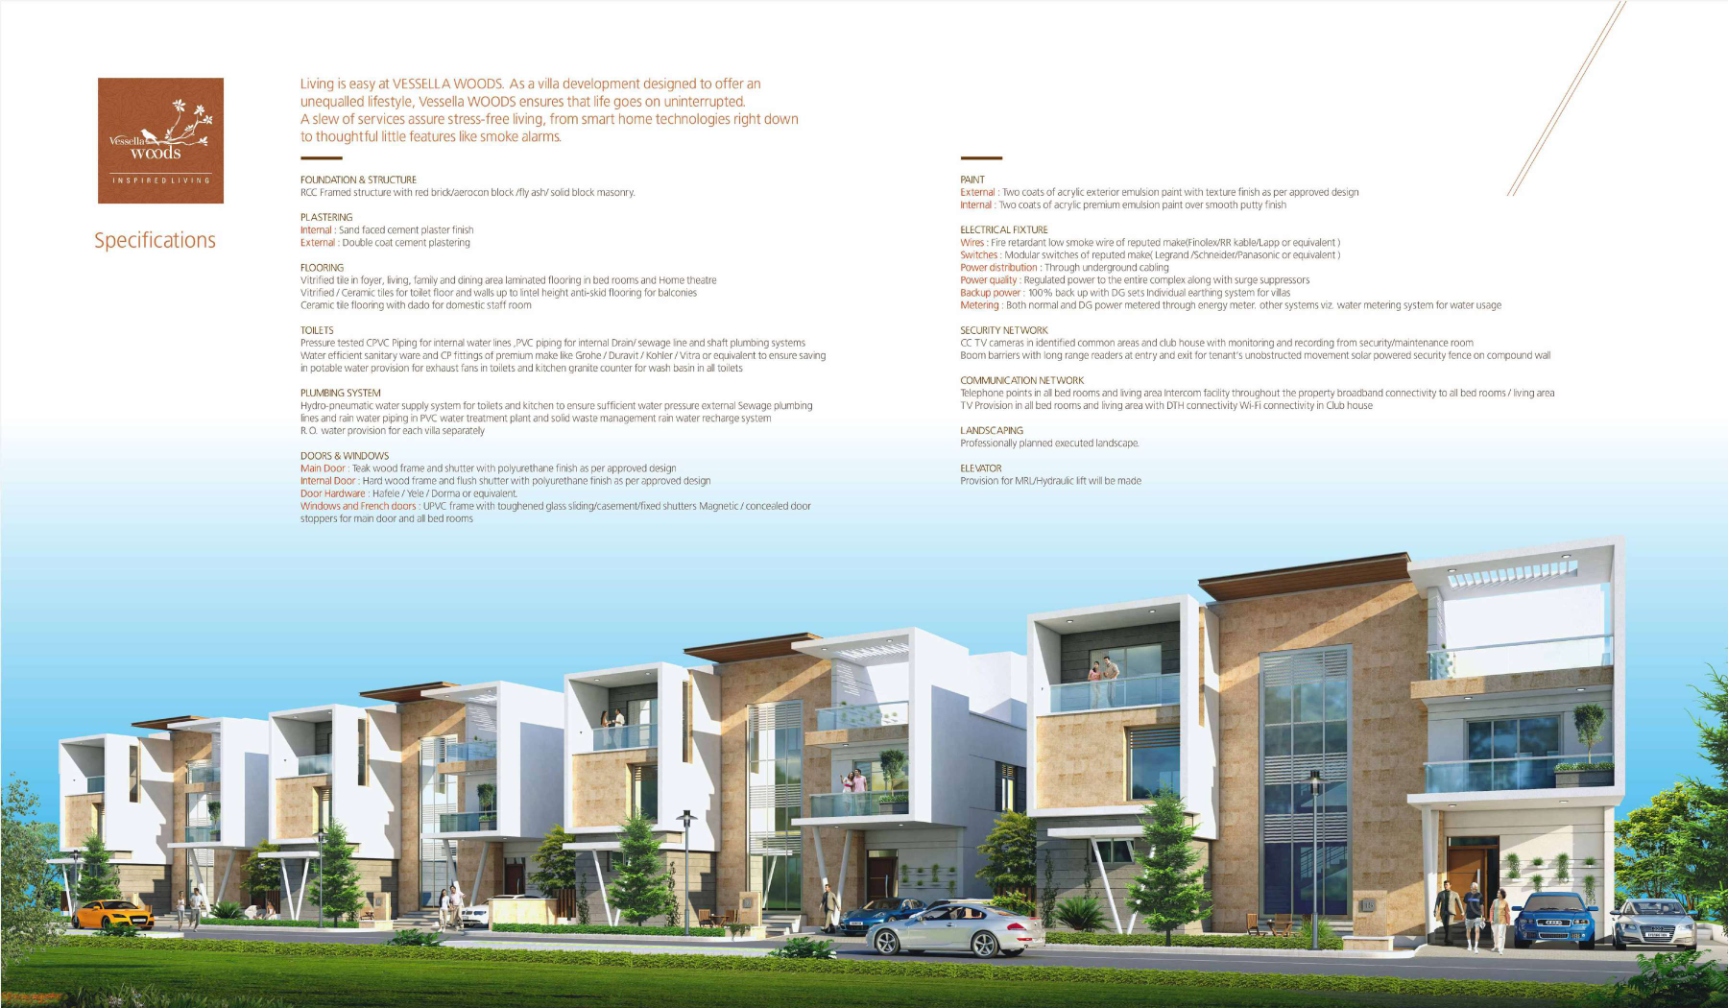 Vessella
woods
INSPIRED LIVING
Specifications
Living is easy at VESSELLA WOODS. As a villa development designed to offer an
unequalled lifestyle, Vessella WOODS ensures that life goes on uninterrupted.
A slew of services assure stress-free living, from smart home technologies right down
to thoughtful little features like smoke alarms.
FOUNDATION & STRUCTURE
RCC Framed structure with red brick/aerocon block /fly ash/ solid block masonry.
PLASTERING
Internal : Sand faced cement plaster finish
External : Double coat cement plastering
FLOORING
Vitrified tile in foyer, living, family and dining area laminated flooring in bed rooms and Home theatre
Vitrified / Ceramic tiles for toilet floor and walls up to lintel height anti-skid flooring for balconies
Ceramic tile flooring with dado for domestic staff room
TOILETS
Pressure tested CPVC Piping for internal water lines ,PVC piping for internal Drain/ sewage line and shaft plumbing systems
Water efficient sanitary ware and CP fittings of premium make like Grohe / Duravit / Kohler / Vitra or equivalent to ensure saving
in potable water provision for exhaust fans in toilets and kitchen granite counter for wash basin in all toilets
PLUMBING SYSTEM
Hydro-pneumatic water supply system for toilets and kitchen to ensure sufficient water pressure external Sewage plumbing
lines and rain water piping in PVC water treatment plant and solid waste management rain water recharge system
R.O. water provision for each villa separately
DOORS & WINDOWS
Main Door : Teak wood frame and shutter with polyurethane finish as per approved design
Internal Door : Hard wood frame and flush shutter with polyurethane finish as per approved design
Door Hardware : Hafele / Yele / Dorma or equivalent.
Windows and French doors : UPVC frame with toughened glass sliding/casement/fixed shutters Magnetic / concealed door
stoppers for main door and all bed rooms
PAINT
External : Two coats of acrylic exterior emulsion paint with texture finish as per approved design
Internal : Two coats of acrylic premium emulsion paint over smooth putty finish
ELECTRICAL FIXTURE
Wires : Fire retardant low smoke wire of reputed make(Finolex/RR kable/Lapp or equivalent )
Switches : Modular switches of reputed make( Legrand /Schneider/Panasonic or equivalent )
Power distribution : Through underground cabling
Power quality : Regulated power to the entire complex along with surge suppressors
Backup power : 100% back up with DG sets Individual earthing system for villas
Metering : Both normal and DG power metered through energy meter. other systems viz. water metering system for water usage
SECURITY NETWORK
CC TV cameras in identified common areas and club house with monitoring and recording from security/maintenance room
Boom barriers with long range readers at entry and exit for tenant's unobstructed movement solar powered security fence on compound wall
COMMUNICATION NETWORK
Telephone points in all bed rooms and living area Intercom facility throughout the property broadband connectivity to all bed rooms / living area
TV Provision in all bed rooms and living area with DTH connectivity Wi-Fi connectivity in Club house
LANDSCAPING
Professionally planned executed landscape.
ELEVATOR
Provision for MRL/Hydraulic lift will be made